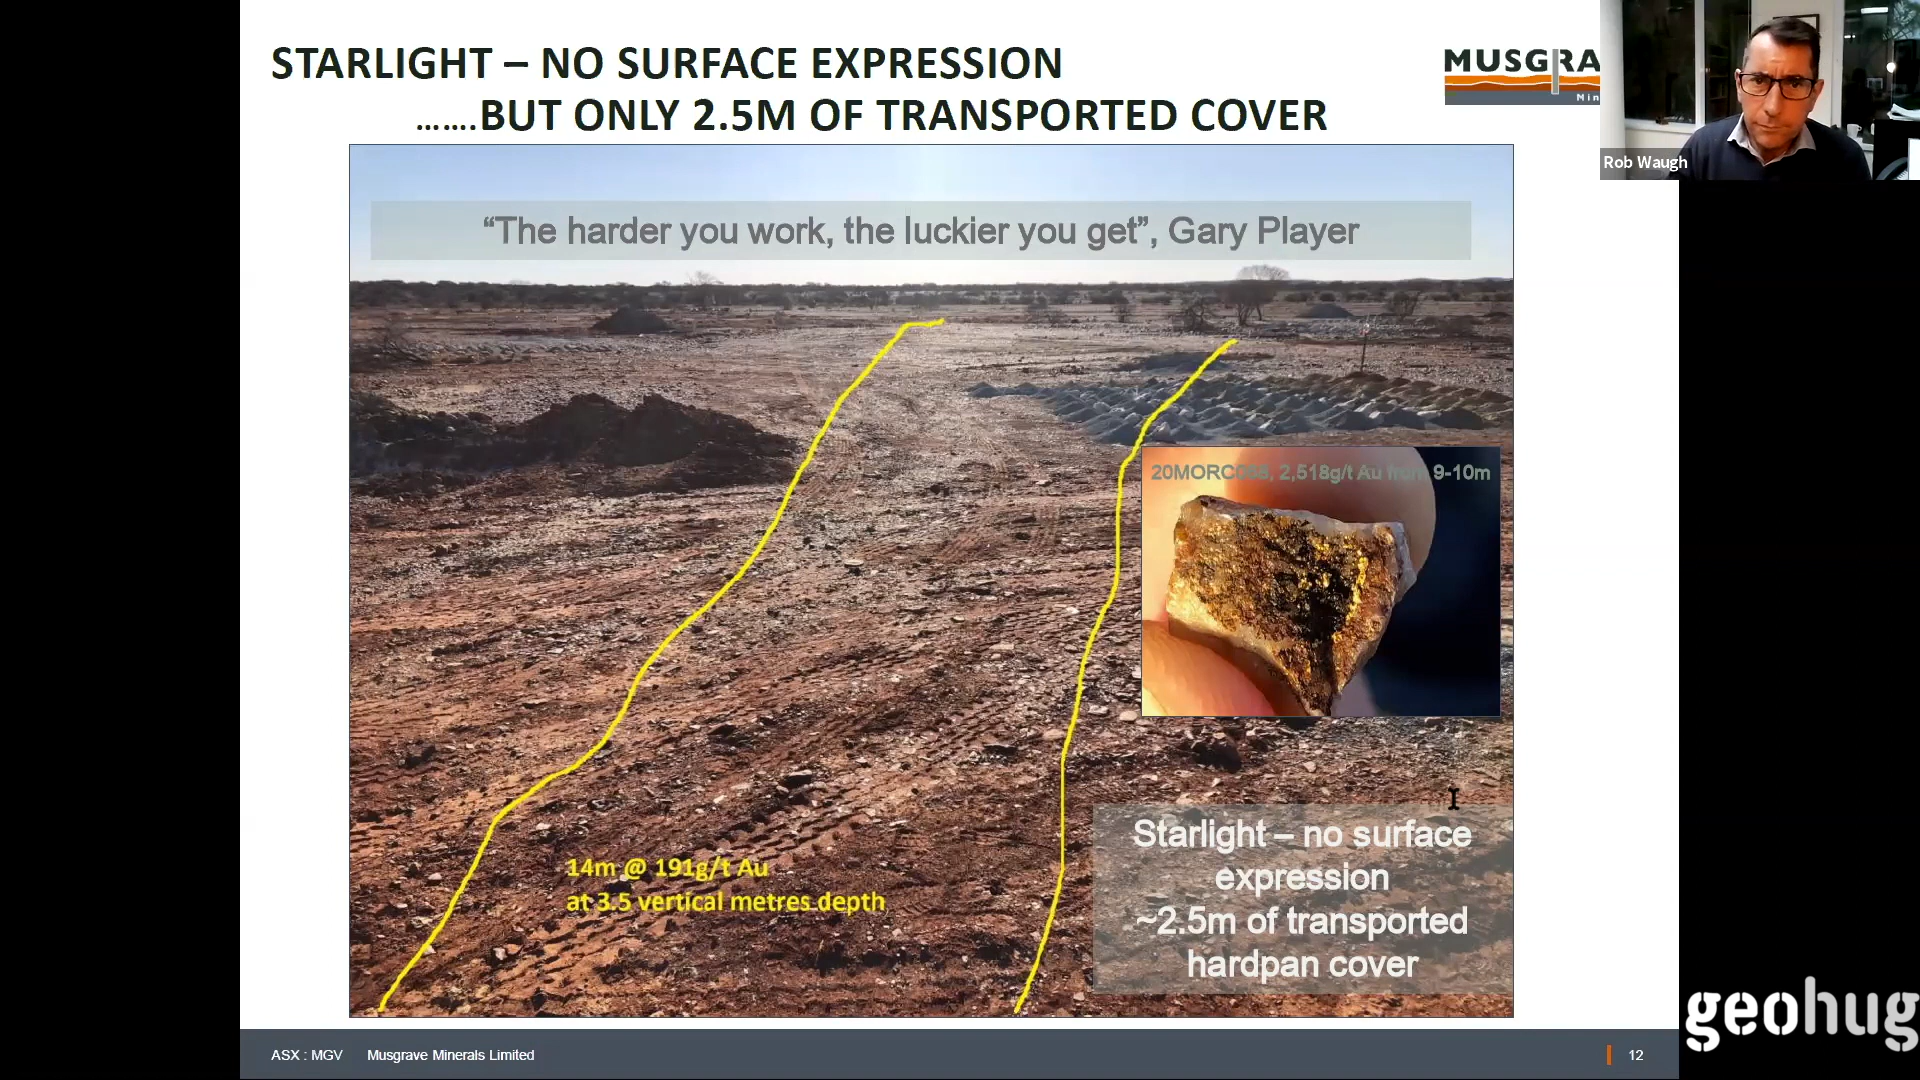 STARLIGHT – NO SURFACE EXPRESSION
…….BUT ONLY 2.5M OF TRANSPORTED COVER
MUSGRA
Min
Rob Waugh
“The harder you work, the luckier you get”, Gary Player
2,518g/t Au from 9-10m
14m @ 191g/t Au
at 3.5 vertical metres depth
Starlight – no surface
expression
~2.5m of transported
hardpan cover
geohug
ASX : MGV Musgrave Minerals Limited
12